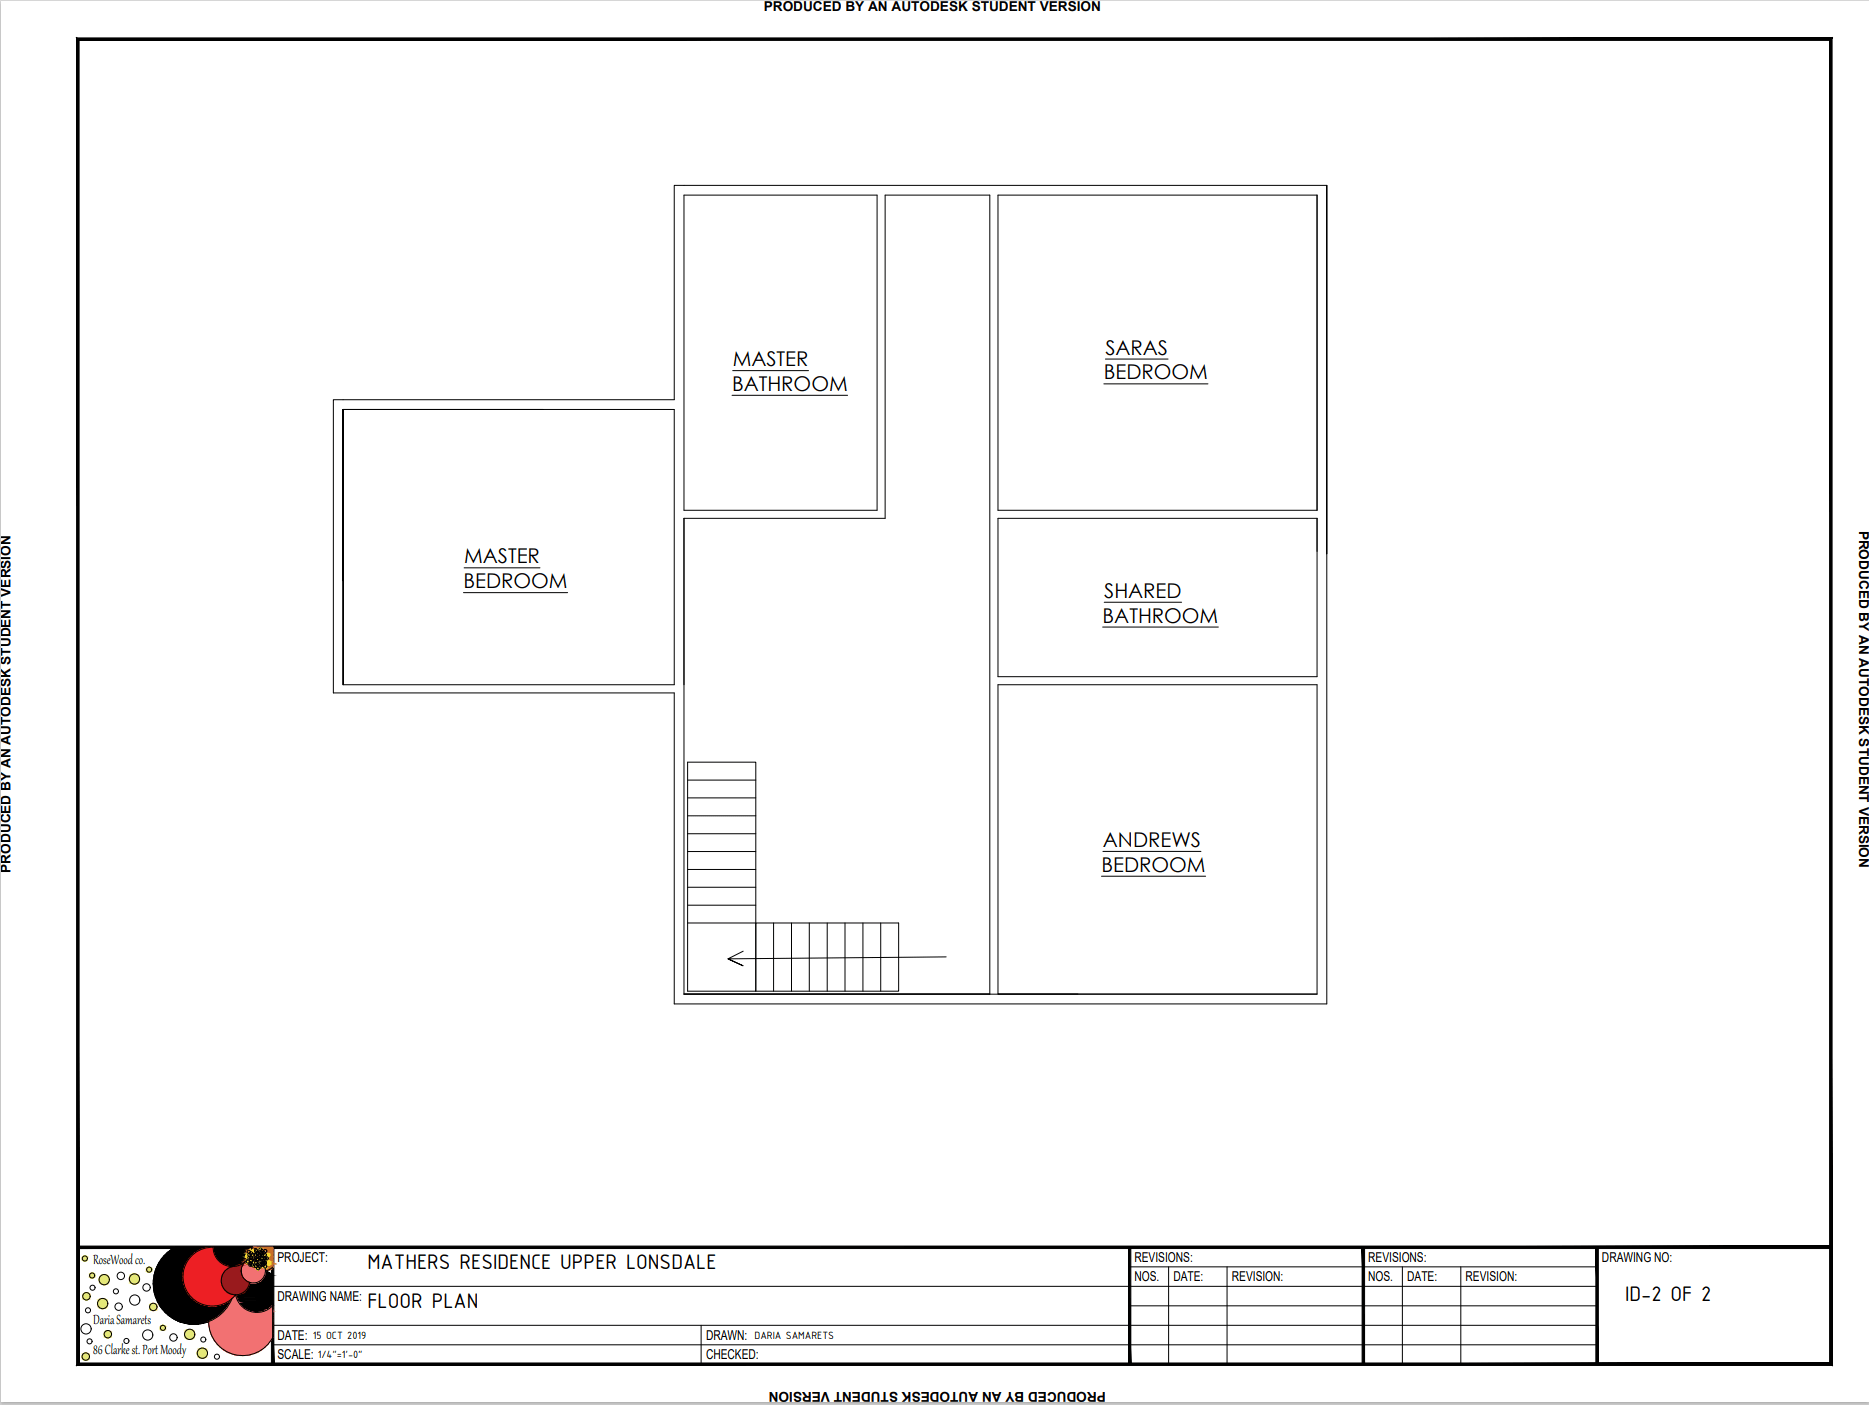 PRODUCED BY AN AUTODESK STUDENT VERSION
PRODUCED BY AN AUTODESK STUDENT VERSION
PRODUCED BY AN AUTODESK STUDENT VERSION
MASTER
BATHROOM
SARAS
BEDROOM
MASTER
BEDROOM
SHARED
BATHROOM
ANDREWS
BEDROOM
RoseWood co.
Daria Samarets
86 Clarke st. Port Moody
PROJECT: MATHERS RESIDENCE UPPER LONSDALE
DRAWING NAME: FLOOR PLAN
DATE: 15 OCT 2019
DRAWN: DARIA SAMARETS
SCALE: 1/4"=1'-0"
CHECKED:
REVISIONS:
NOS. DATE: REVISION:
REVISIONS:
NOS. DATE: REVISION:
DRAWING NO:
ID-2 OF 2
PRODUCED BY AN AUTODESK STUDENT VERSION